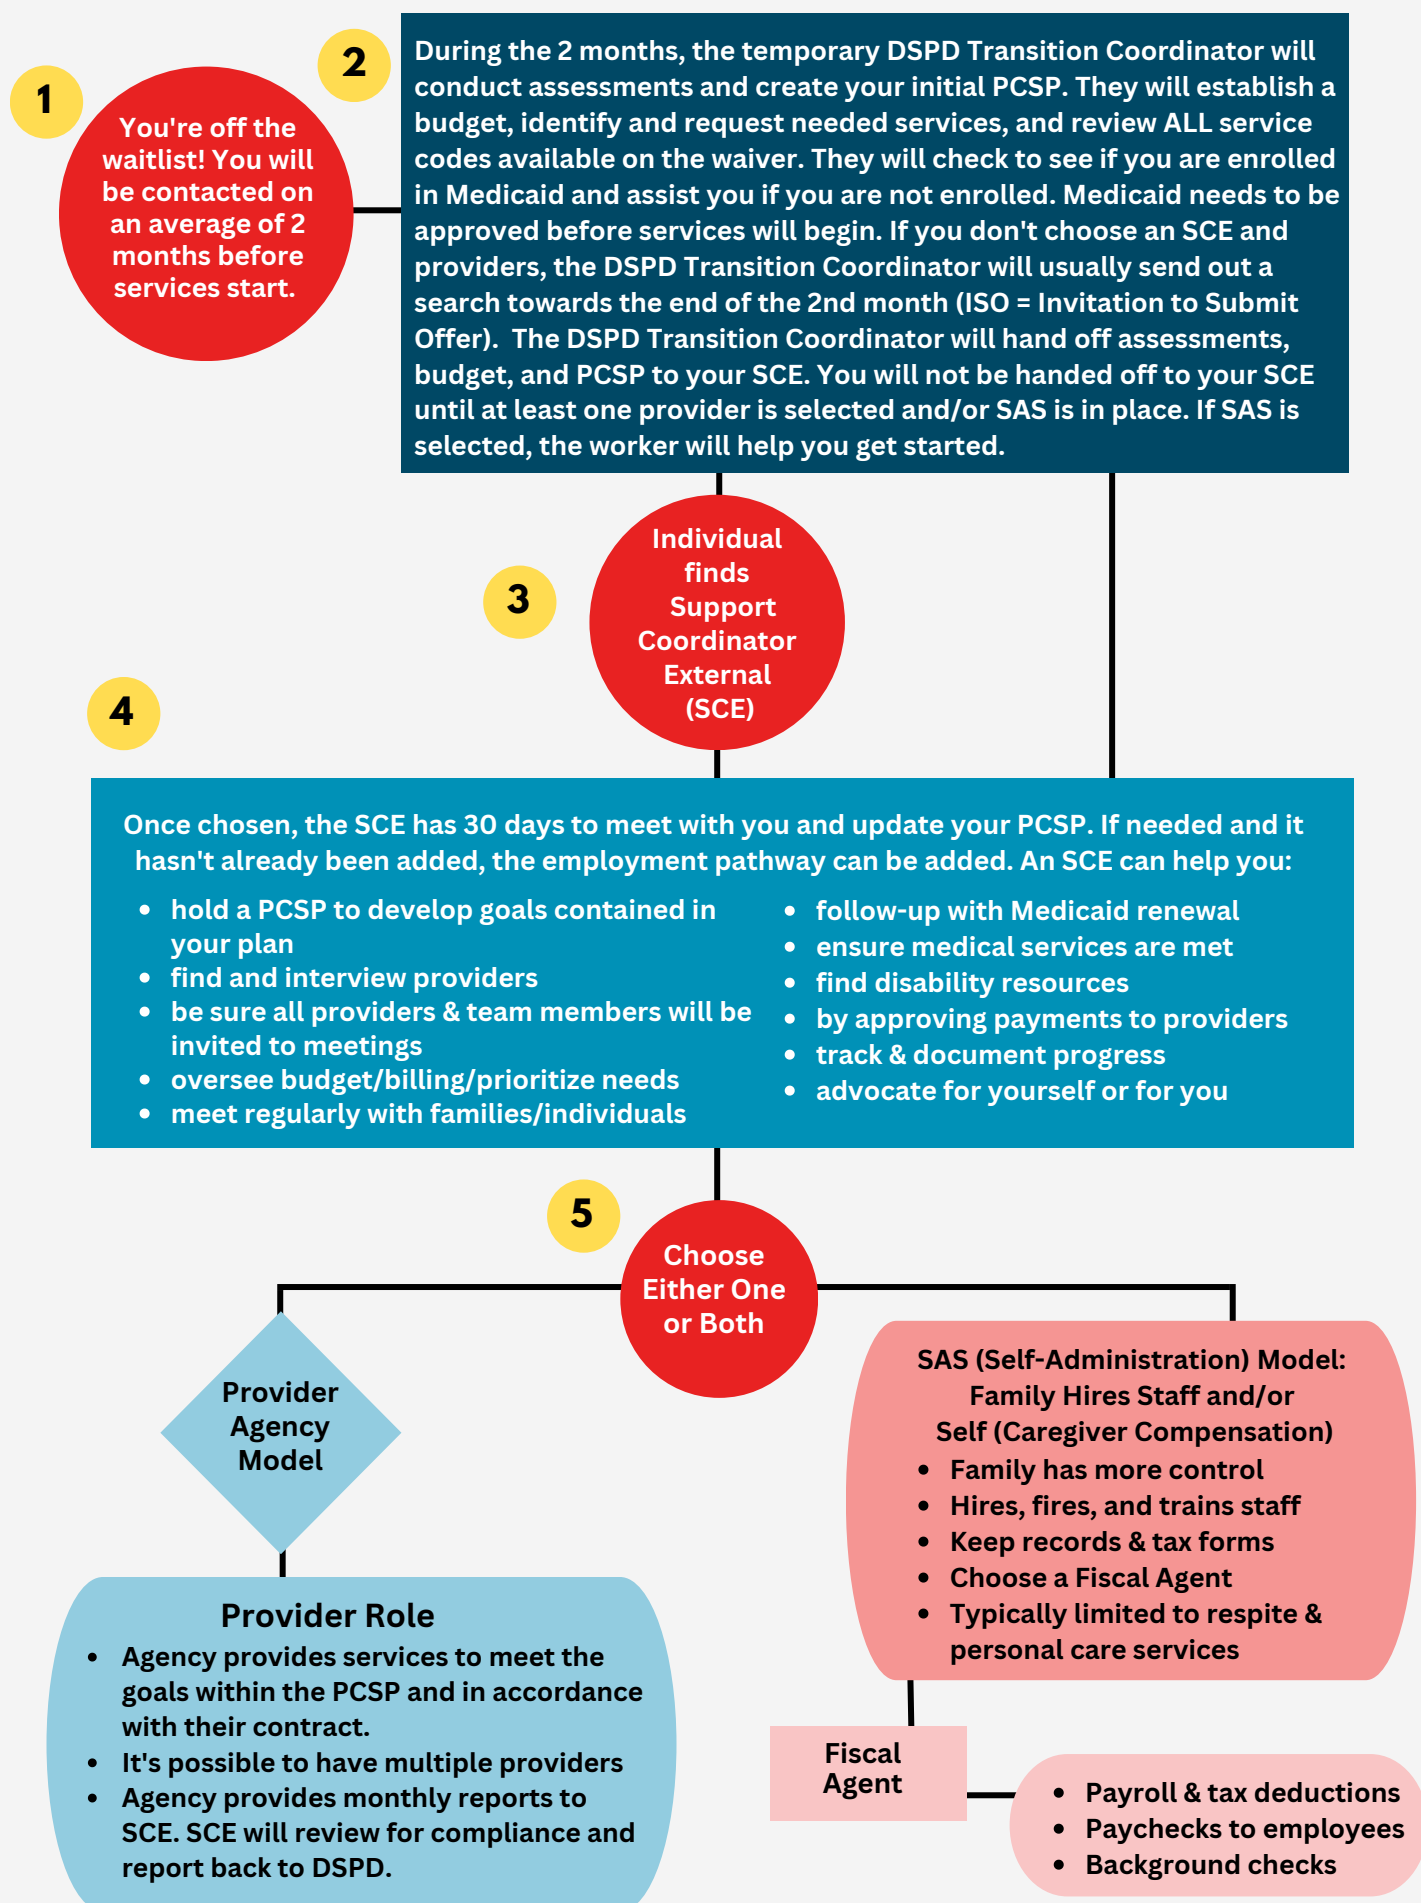 1
You're off the
waitlist! You will
be contacted on
an average of 2
months before
services start.
2
During the 2 months, the temporary DSPD Transition Coordinator will
conduct assessments and create your initial PCSP. They will establish a
budget, identify and request needed services, and review ALL service
codes available on the waiver. They will check to see if you are enrolled
in Medicaid and assist you if you are not enrolled. Medicaid needs to be
approved before services will begin. If you don't choose an SCE and
providers, the DSPD Transition Coordinator will usually send out a
search towards the end of the 2nd month (ISO = Invitation to Submit
Offer). The DSPD Transition Coordinator will hand off assessments,
budget, and PCSP to your SCE. You will not be handed off to your SCE
until at least one provider is selected and/or SAS is in place. If SAS is
selected, the worker will help you get started.
3
Individual
finds
Support
Coordinator
External
(SCE)
4
Once chosen, the SCE has 30 days to meet with you and update your PCSP. If needed and it
hasn't already been added, the employment pathway can be added. An SCE can help you:
• hold a PCSP to develop goals contained in
your plan
• find and interview providers
• be sure all providers & team members will be
invited to meetings
• oversee budget/billing/prioritize needs
• meet regularly with families/individuals
• follow-up with Medicaid renewal
• ensure medical services are met
• find disability resources
• by approving payments to providers
• track & document progress
• advocate for yourself or for you
5
Choose
Either One
or Both
Provider
Agency
Model
Provider Role
• Agency provides services to meet the
goals within the PCSP and in accordance
with their contract.
• It's possible to have multiple providers
• Agency provides monthly reports to
SCE. SCE will review for compliance and
report back to DSPD.
SAS (Self-Administration) Model:
Family Hires Staff and/or
Self (Caregiver Compensation)
• Family has more control
• Hires, fires, and trains staff
• Keep records & tax forms
• Choose a Fiscal Agent
• Typically limited to respite &
personal care services
Fiscal
Agent
• Payroll & tax deductions
• Paychecks to employees
• Background checks